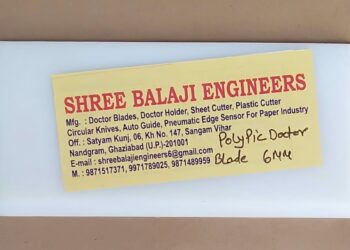 SHREE BALAJI ENGINEERS
Mfg. : Doctor Blades, Doctor Holder, Sheet Cutter, Plastic Cutter
Circular Knives, Auto Guide, Pneumatic Edge Sensor For Paper Industry
Off. : Satyam Kunj, 06, Kh No. 147, Sangam Vihar
Nandgram, Ghaziabad (U.P.)-201001
E-mail : shreebalajiengineers6@gmail.com
M. : 9871517371, 9971789025, 9871489959
PolyPic Doctor
Blade 6MM